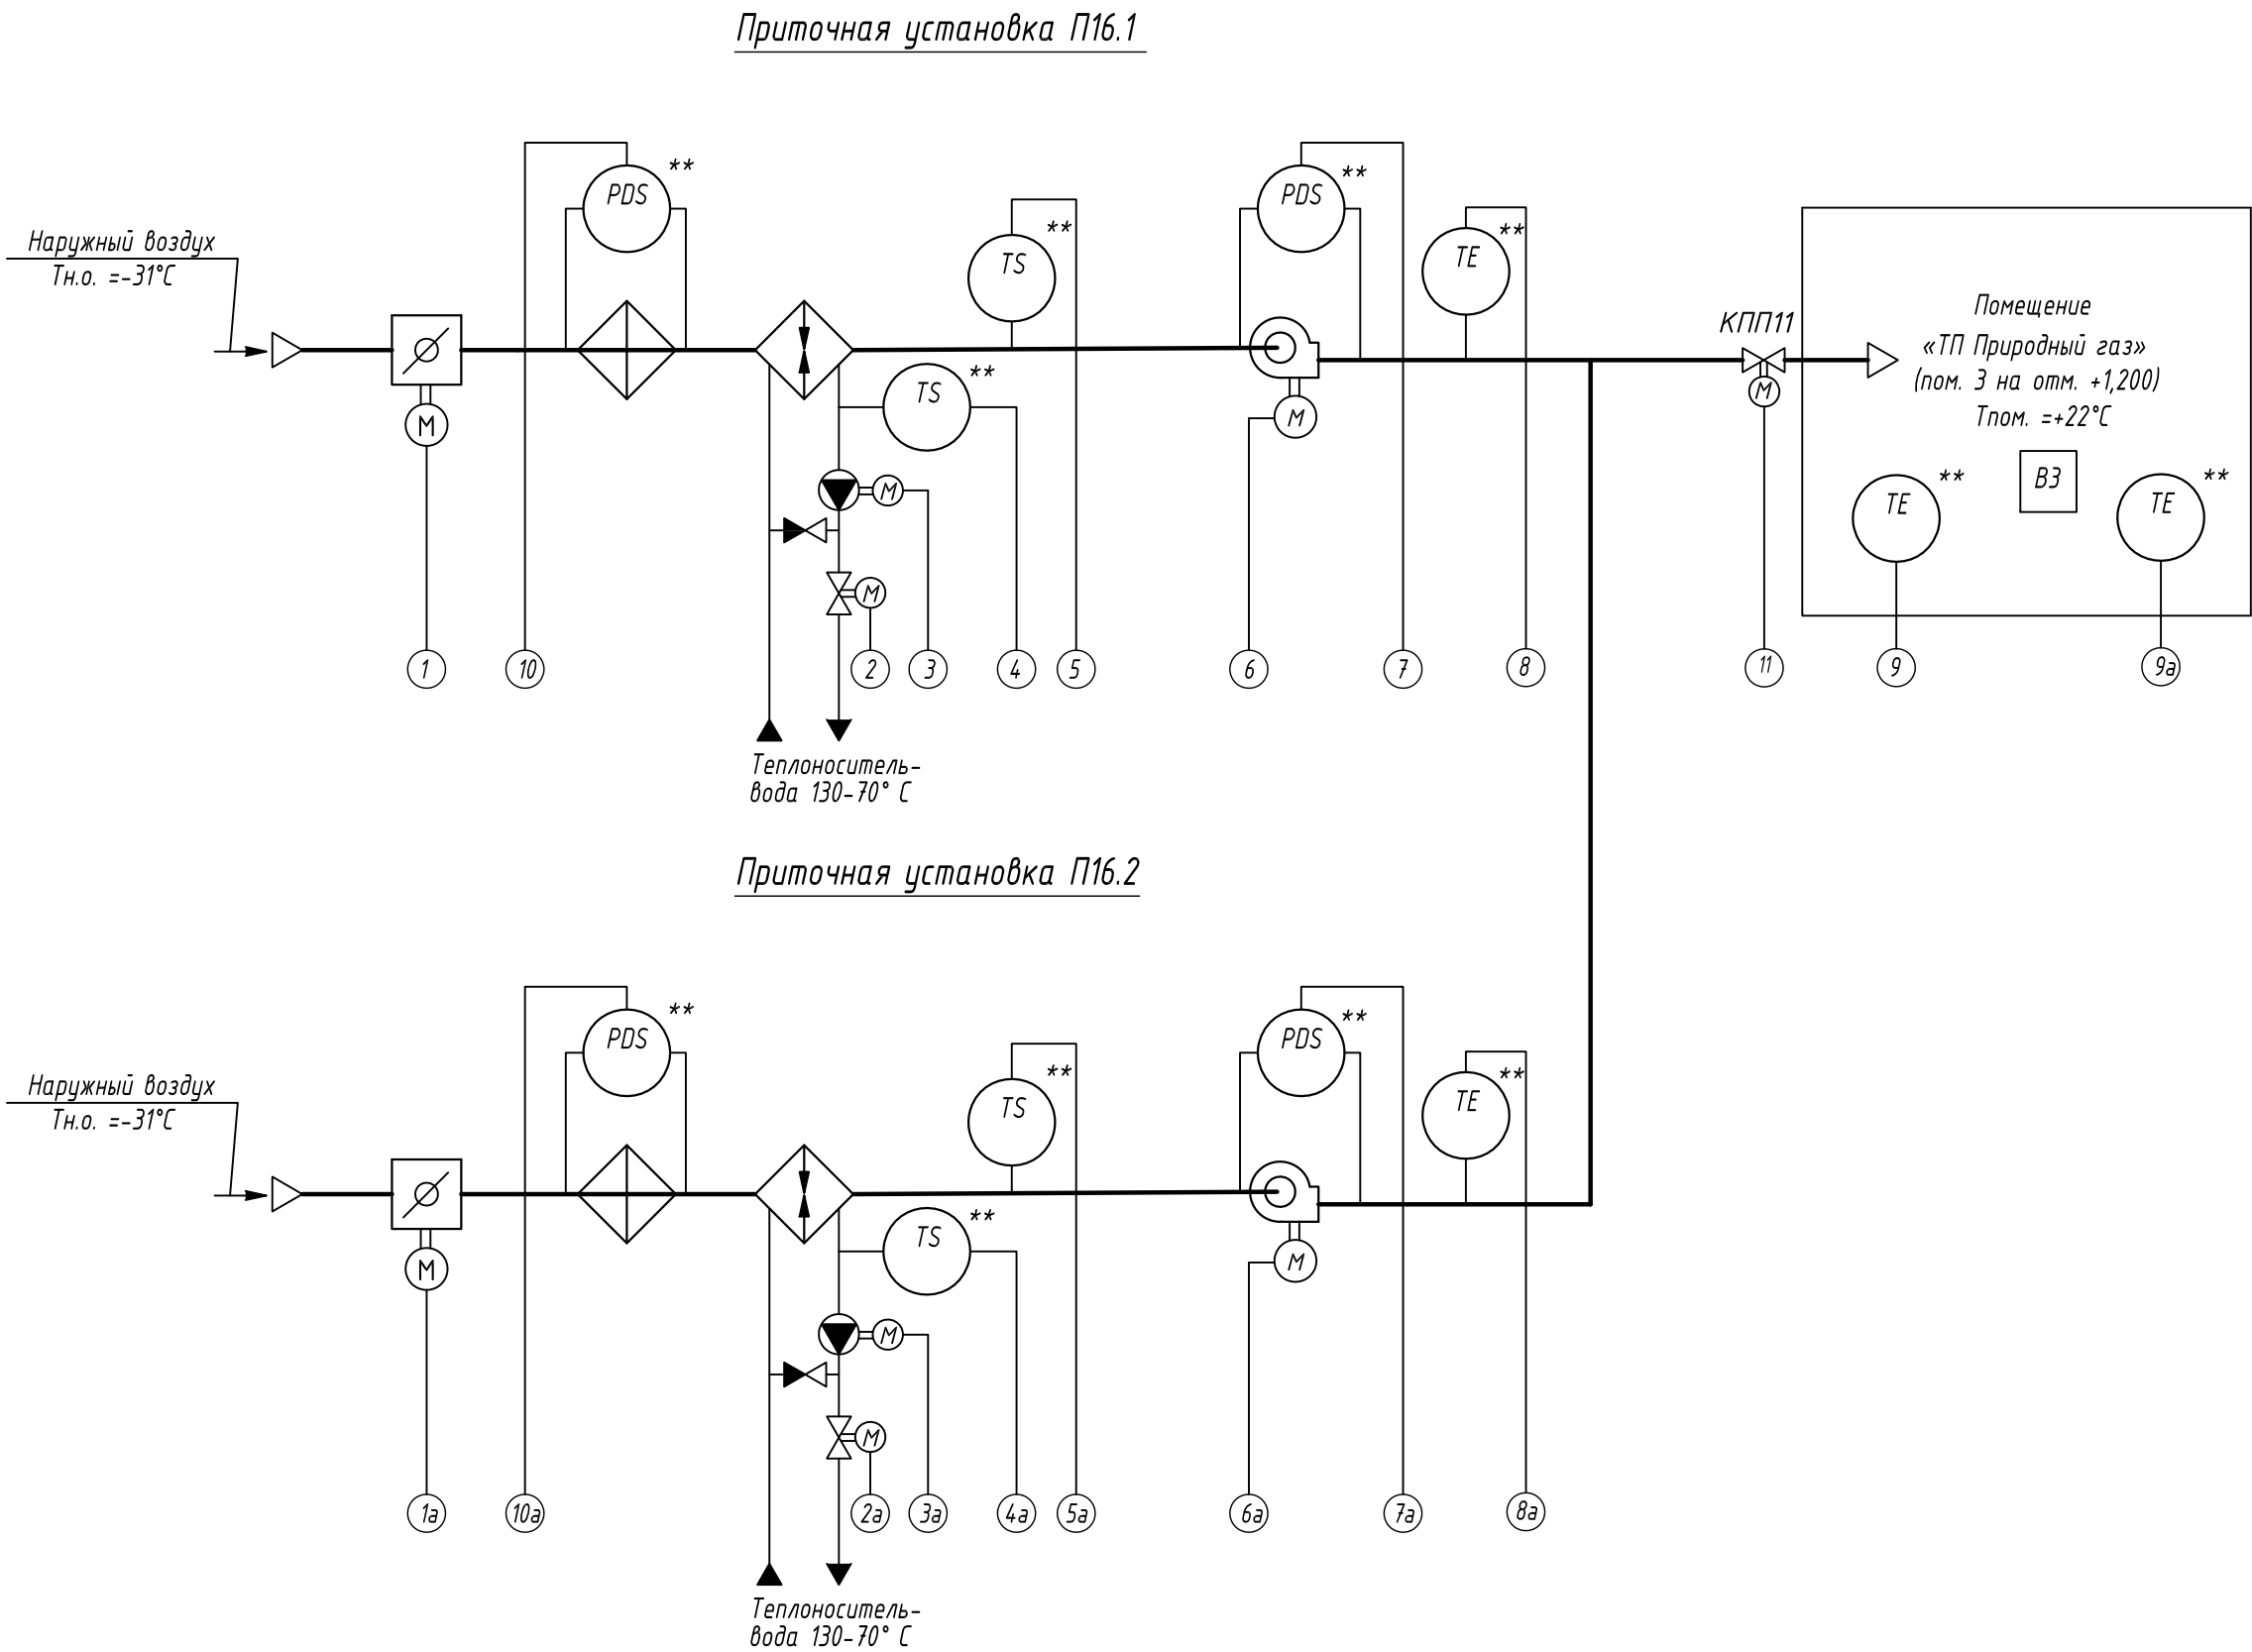 Приточная установка П16.1
PDS **
PDS **
TS **
TE **
Наружный воздух
Тн.о. =-31°С
Помещение
«ТП Природный газ»
(пом. 3 на отм. +1,200)
Тпом. =+22°С
КПП11
TS **
M
M
M
M
M
ВЗ
TE **
TE **
1
10
2
3
4
5
6
7
8
11
9
9а
Теплоноситель-
вода 130-70° С
Приточная установка П16.2
PDS **
PDS **
TS **
TE **
Наружный воздух
Тн.о. =-31°С
TS **
M
M
M
M
1а
10а
2а
3а
4а
5а
6а
7а
8а
Теплоноситель-
вода 130-70° С